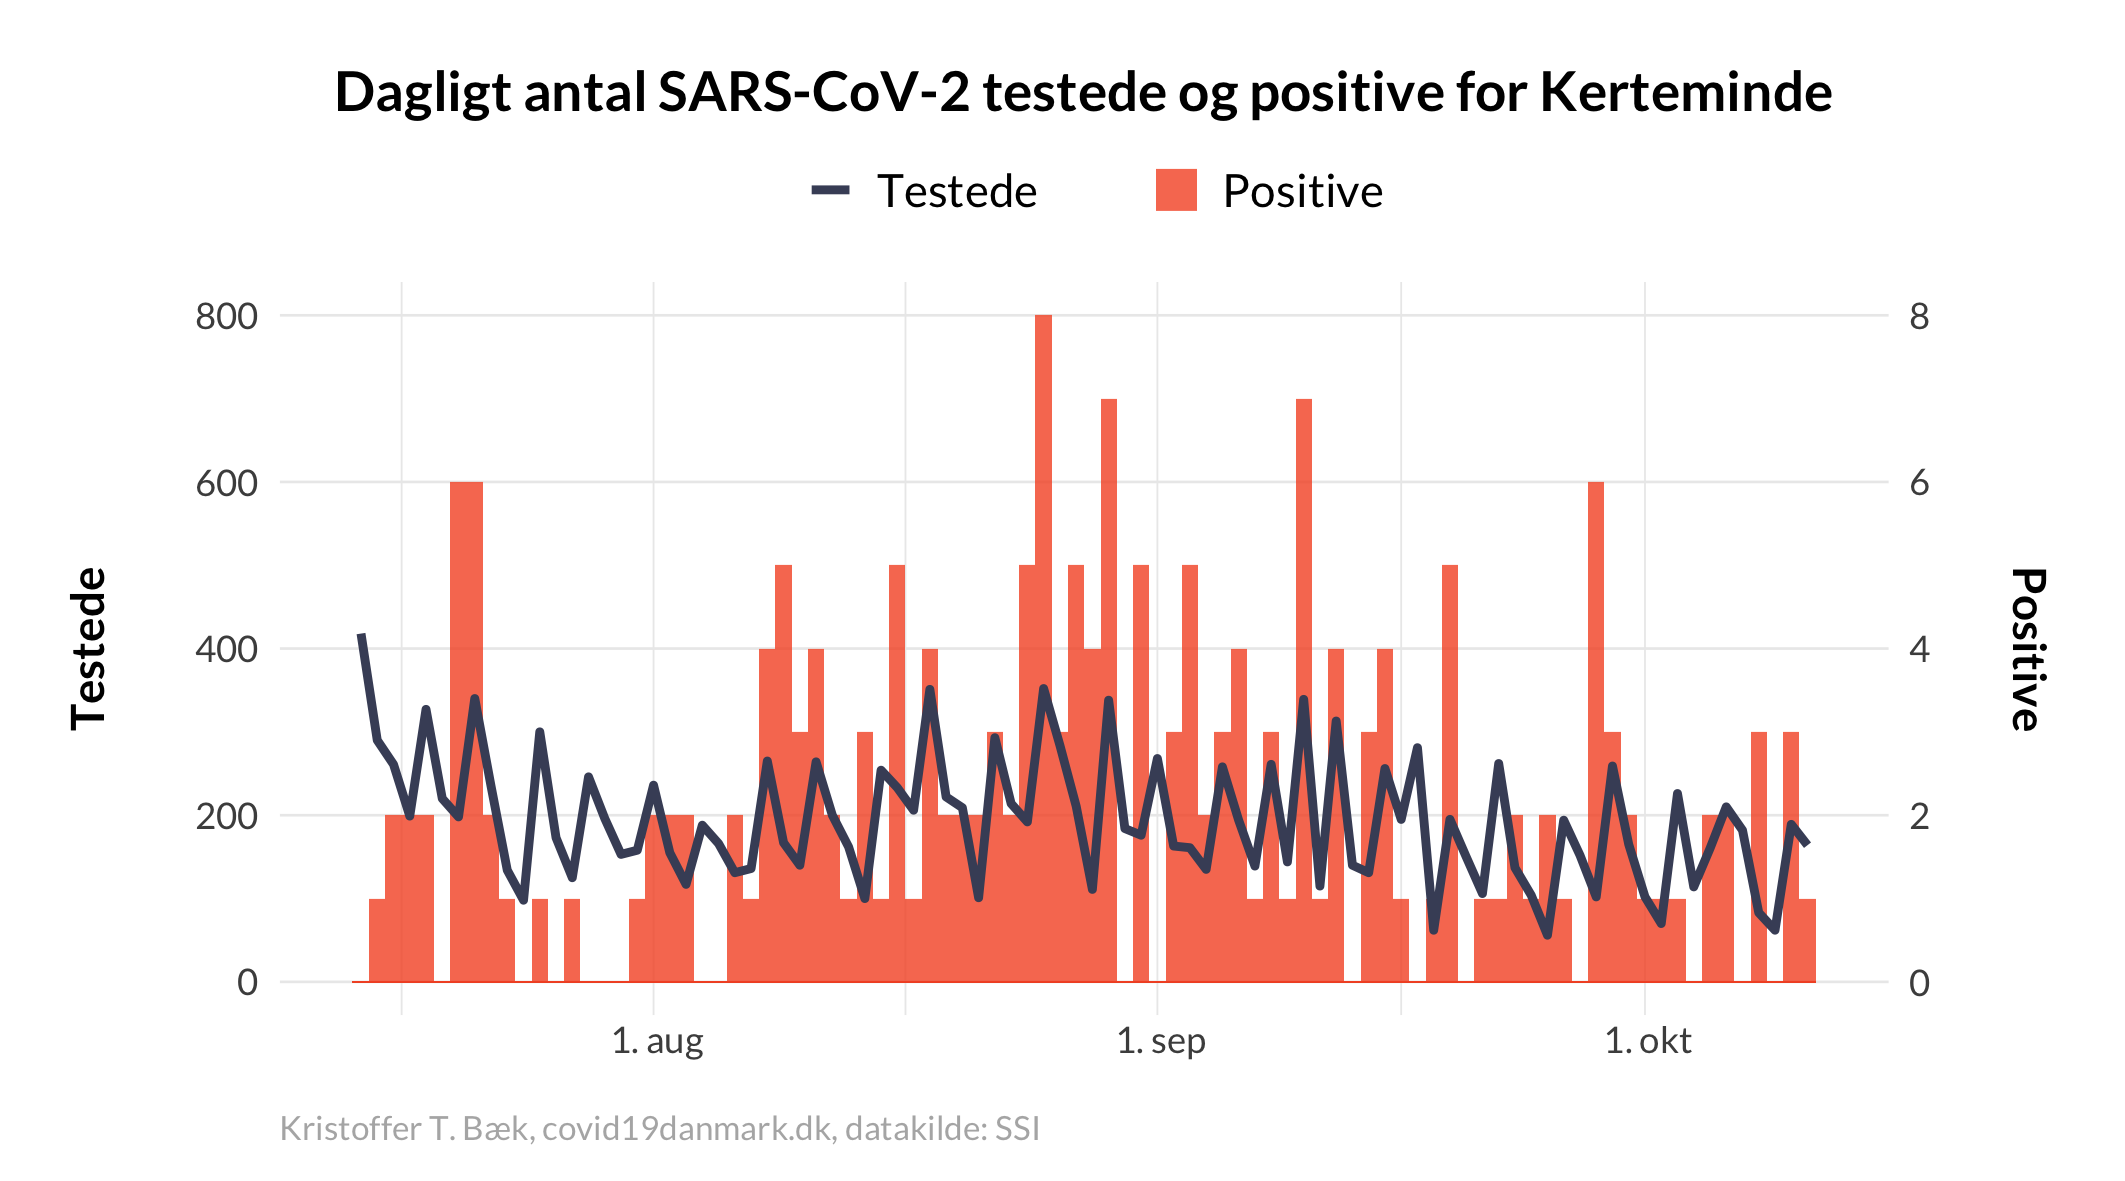 Dagligt antal SARS-CoV-2 testede og positive for Kerteminde
Testede
Positive
800
600
400
200
0
Testede
8
6
4
2
0
Positive
1. aug
1. sep
1. okt
Kristoffer T. Bæk, covid19danmark.dk, datakilde: SSI